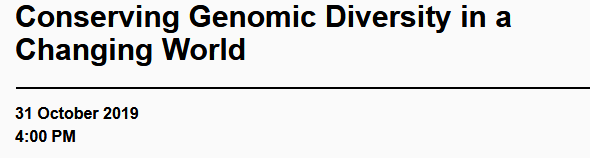 Conserving Genomic Diversity in a
Changing World
31 October 2019
4:00 PM